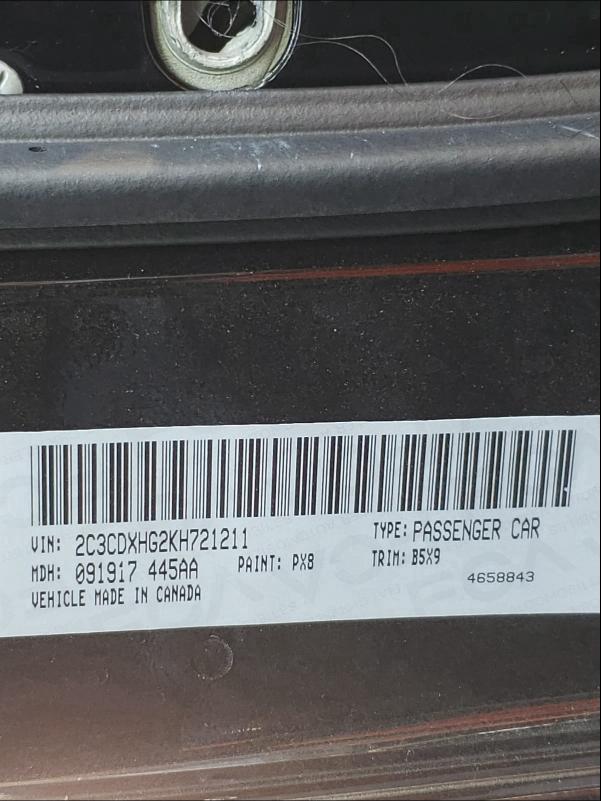 VIN: 2C3CDXHG2KH721211 TYPE: PASSENGER CAR
MDH: 091917 445AA PAINT: PX8 TRIM: B5X9
VEHICLE MADE IN CANADA 4658843